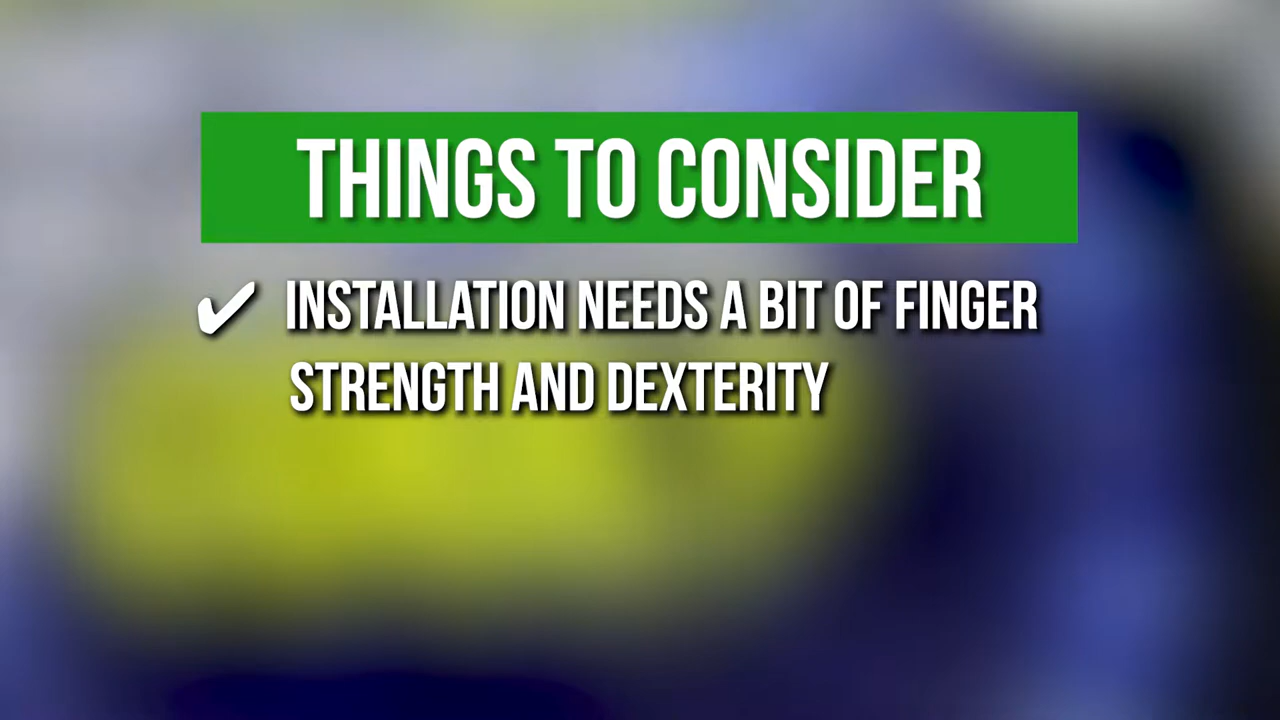 THINGS TO CONSIDER
✔ INSTALLATION NEEDS A BIT OF FINGER
STRENGTH AND DEXTERITY